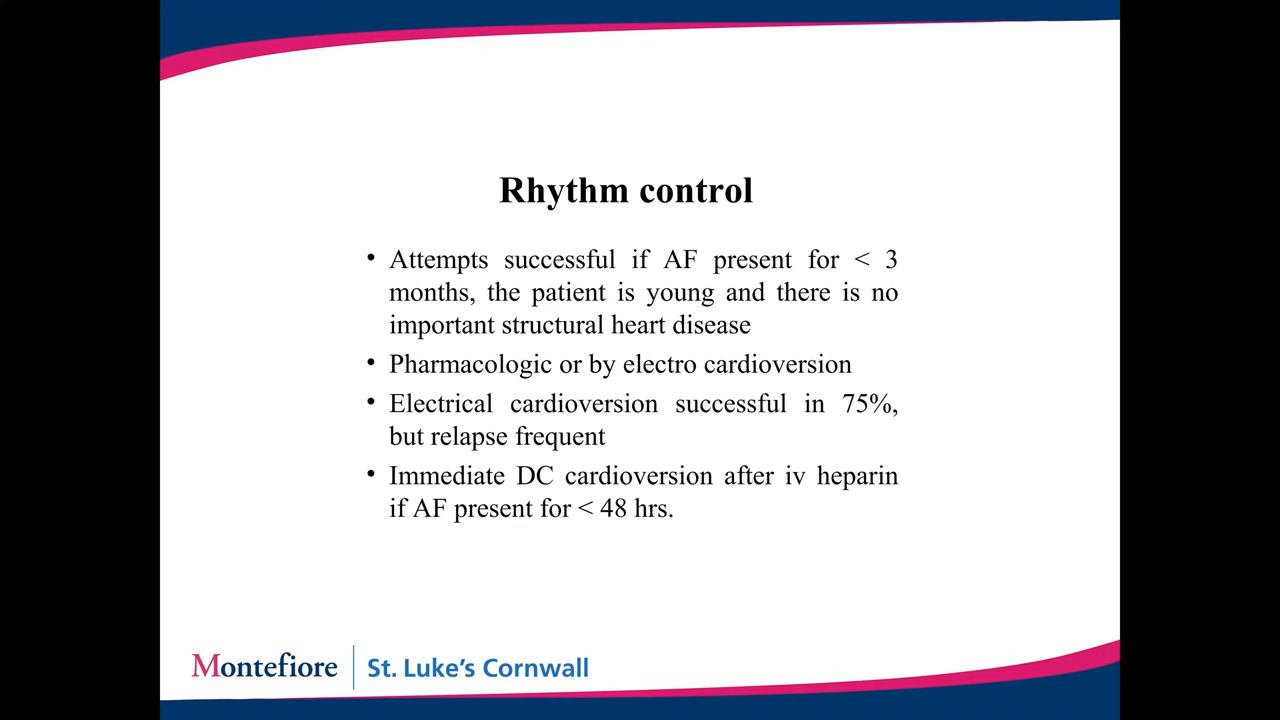 Rhythm control
• Attempts successful if AF present for < 3
months, the patient is young and there is no
important structural heart disease
• Pharmacologic or by electro cardioversion
• Electrical cardioversion successful in 75%,
but relapse frequent
• Immediate DC cardioversion after iv heparin
if AF present for < 48 hrs.
Montefiore | St. Luke's Cornwall